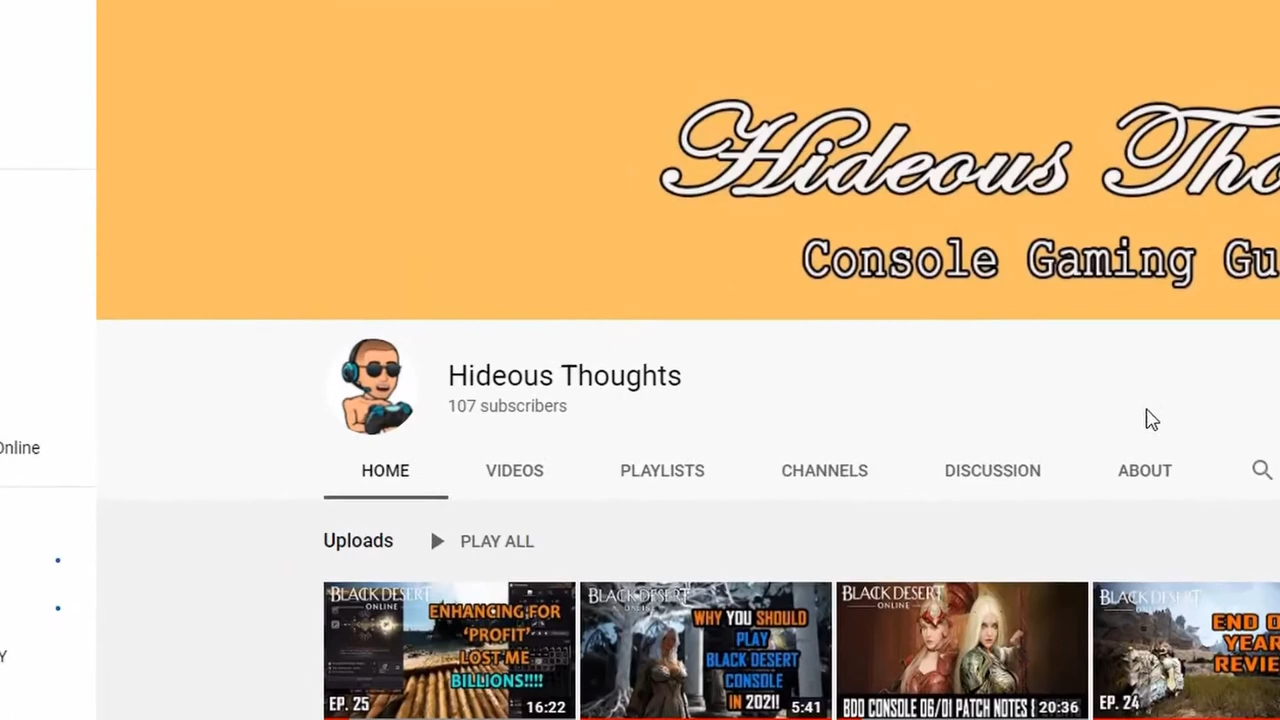 Hideous Tho
Console Gaming Gu
Hideous Thoughts
107 subscribers
Online
HOME VIDEOS PLAYLISTS CHANNELS DISCUSSION ABOUT
Uploads PLAY ALL
BLACK DESERT
ONLINE
ENHANCING FOR
'PROFIT'
LOST ME
BILLIONS!!!!
EP. 25
16:22
BLACK DESERT
ONLINE
WHY YOU SHOULD
PLAY
BLACK DESERT
CONSOLE
IN 2021!
5:41
BLACK DESERT
ONLINE
BDO CONSOLE 06/01 PATCH NOTES
20:36
BLACK DESERT
ONLINE
END O
YEAR
REVIE
EP. 24
Y